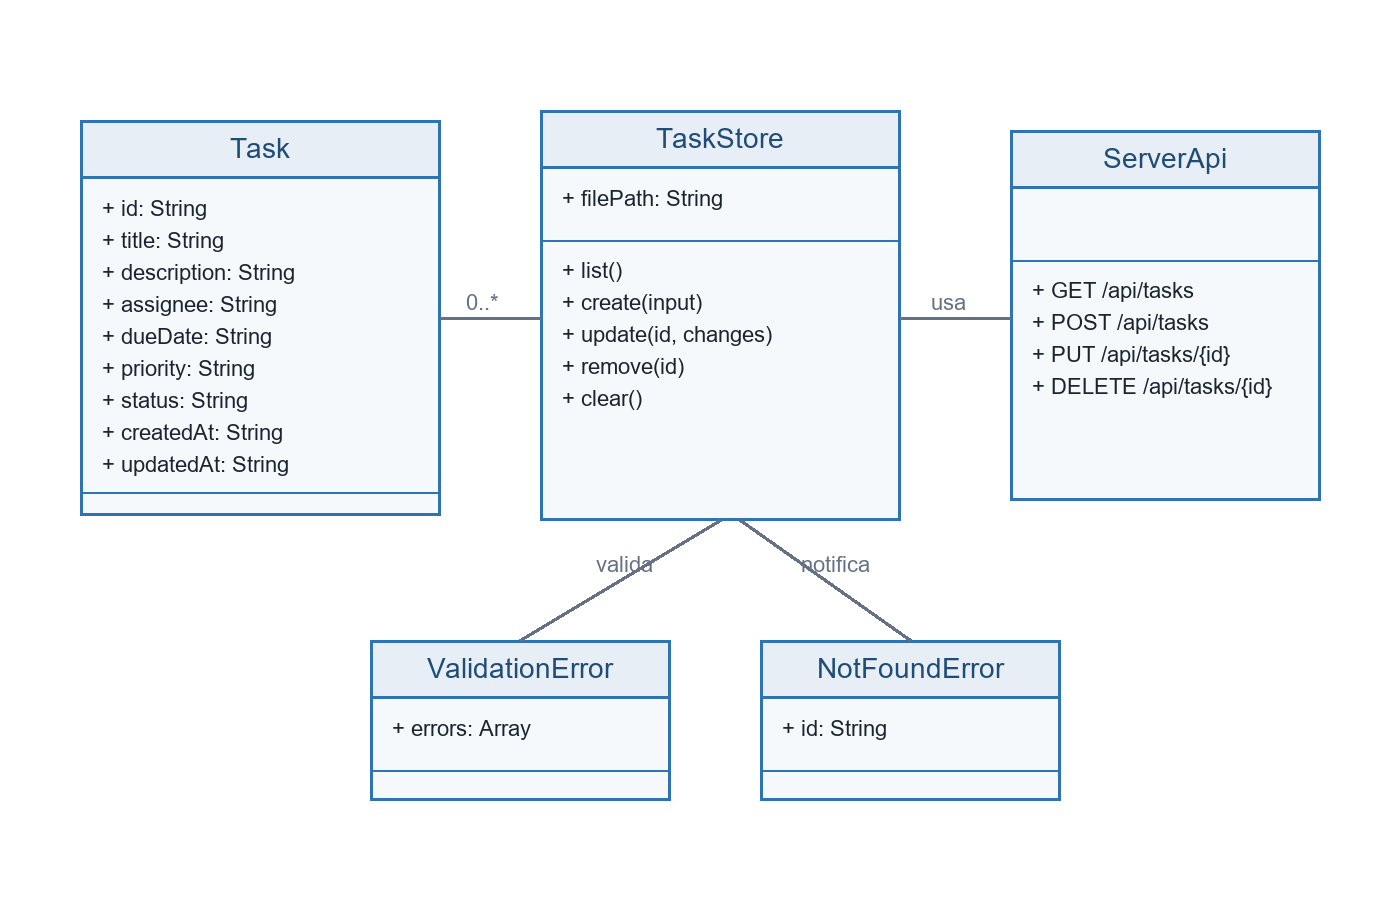 Task
+ id: String
+ title: String
+ description: String
+ assignee: String
+ dueDate: String
+ priority: String
+ status: String
+ createdAt: String
+ updatedAt: String
0..*
TaskStore
+ filePath: String
+ list()
+ create(input)
+ update(id, changes)
+ remove(id)
+ clear()
usa
ServerApi
+ GET /api/tasks
+ POST /api/tasks
+ PUT /api/tasks/{id}
+ DELETE /api/tasks/{id}
valida
notifica
ValidationError
+ errors: Array
NotFoundError
+ id: String